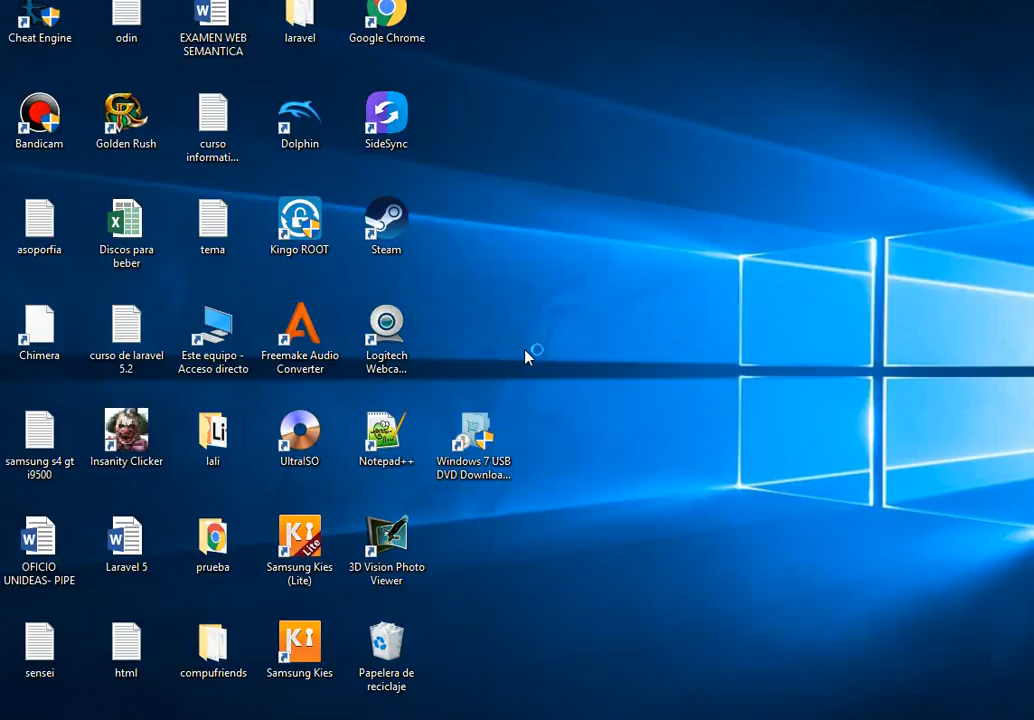 Cheat Engine
odin
EXAMEN WEB
SEMANTICA
laravel
Google Chrome
Bandicam
Golden Rush
curso
informati...
Dolphin
SideSync
asoporfia
Discos para
beber
tema
Kingo ROOT
Steam
Chimera
curso de laravel
5.2
Este equipo -
Acceso directo
Freemake Audio
Converter
Logitech
Webca...
samsung s4 gt
i9500
Insanity Clicker
lali
UltraISO
Notepad++
Windows 7 USB
DVD Downloa...
OFICIO
UNIDEAS- PIPE
Laravel 5
prueba
Samsung Kies
(Lite)
3D Vision Photo
Viewer
sensei
html
compufriends
Samsung Kies
Papelera de
reciclaje